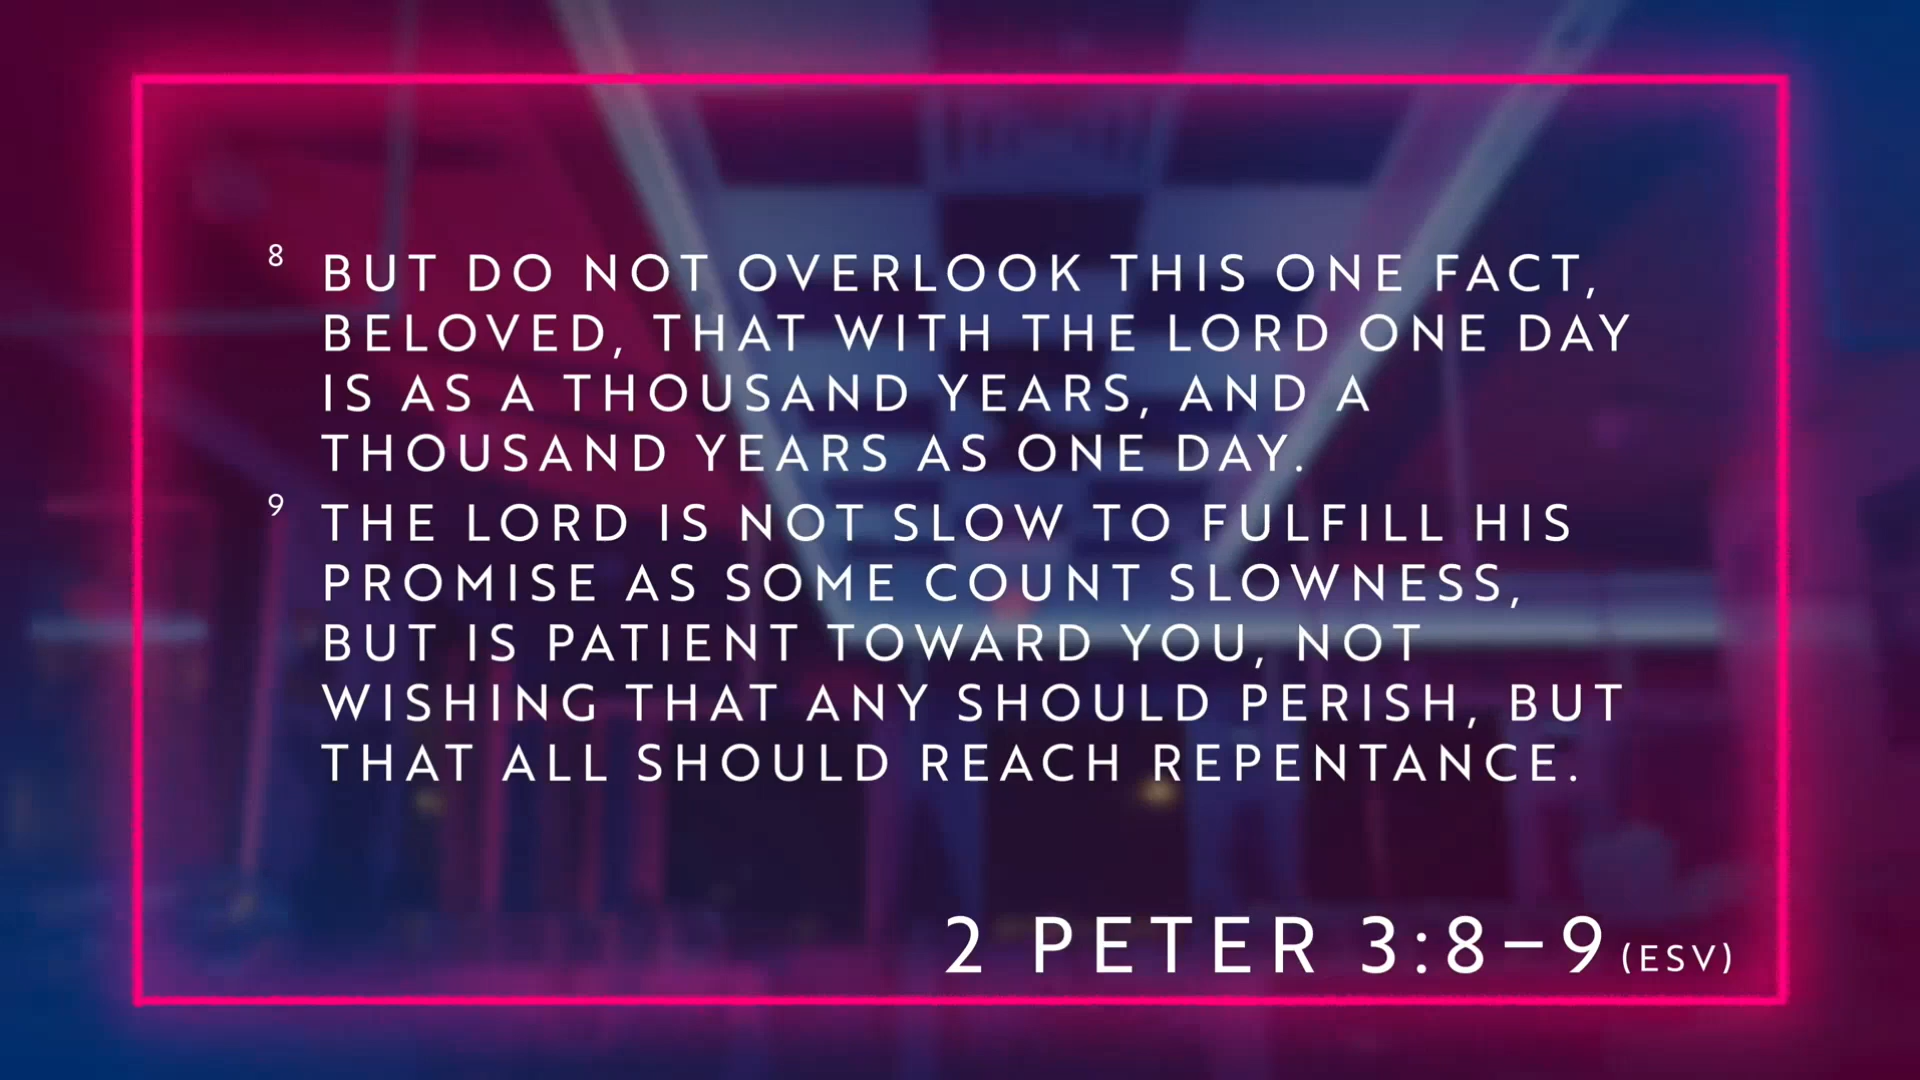 8 BUT DO NOT OVERLOOK THIS ONE FACT,
BELOVED, THAT WITH THE LORD ONE DAY
IS AS A THOUSAND YEARS, AND A
THOUSAND YEARS AS ONE DAY.
9 THE LORD IS NOT SLOW TO FULFILL HIS
PROMISE AS SOME COUNT SLOWNESS,
BUT IS PATIENT TOWARD YOU, NOT
WISHING THAT ANY SHOULD PERISH, BUT
THAT ALL SHOULD REACH REPENTANCE.
2 PETER 3:8–9 (ESV)